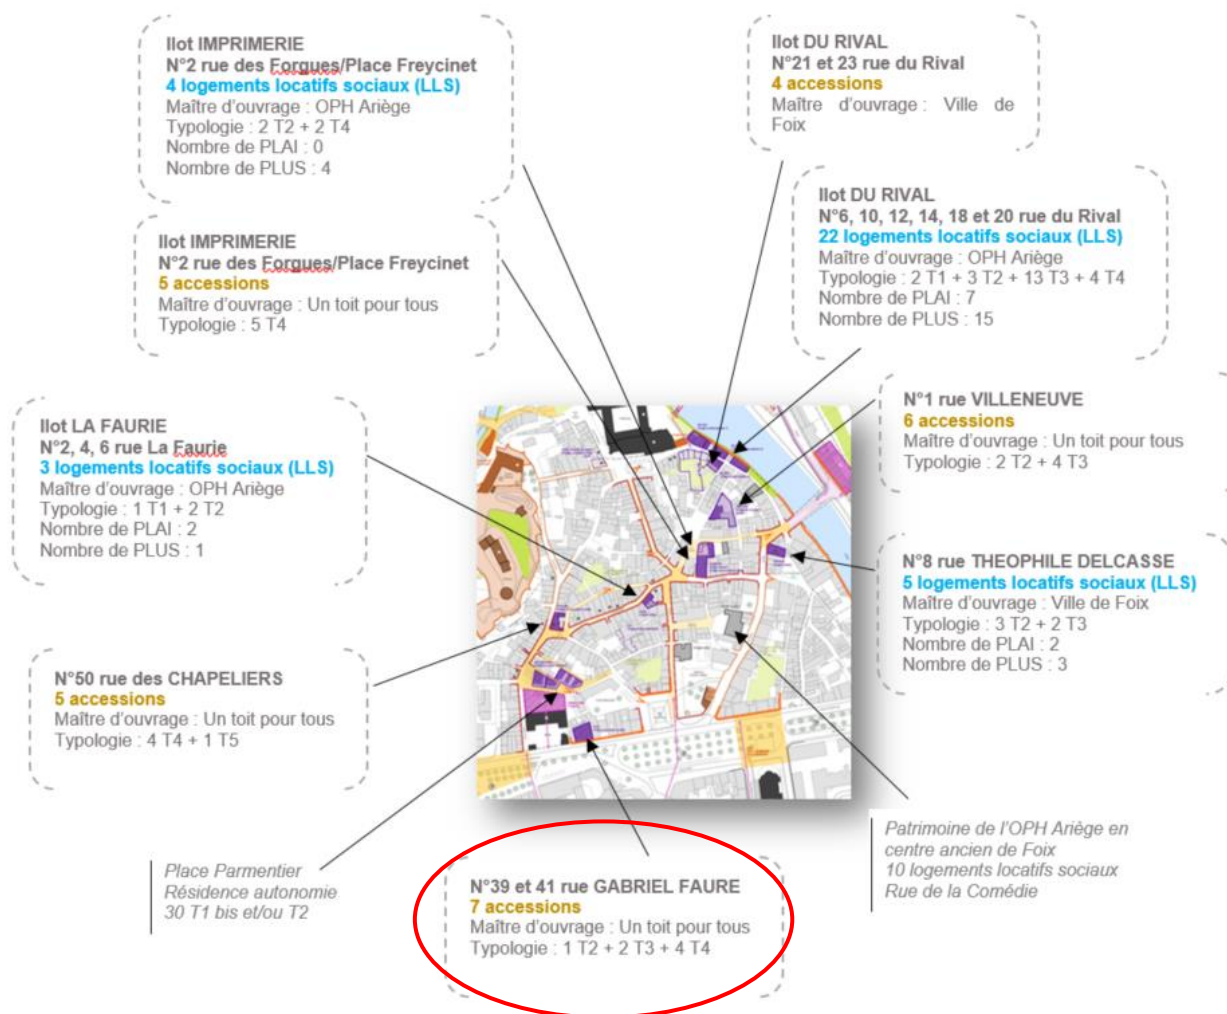 Ilot IMPRIMERIE
N°2 rue des Forgues/Place Freycinet
4 logements locatifs sociaux (LLS)
Maître d'ouvrage : OPH Ariège
Typologie : 2 T2 + 2 T4
Nombre de PLAI : 0
Nombre de PLUS : 4
Ilot DU RIVAL
N°21 et 23 rue du Rival
4 accessions
Maître d'ouvrage : Ville de
Foix
Ilot DU RIVAL
N°6, 10, 12, 14, 18 et 20 rue du Rival
22 logements locatifs sociaux (LLS)
Maître d'ouvrage : OPH Ariège
Typologie : 2 T1 + 3 T2 + 13 T3 + 4 T4
Nombre de PLAI : 7
Nombre de PLUS : 15
Ilot IMPRIMERIE
N°2 rue des Forgues/Place Freycinet
5 accessions
Maître d'ouvrage : Un toit pour tous
Typologie : 5 T4
N°1 rue VILLENEUVE
6 accessions
Maître d'ouvrage : Un toit pour tous
Typologie : 2 T2 + 4 T3
Ilot LA FAURIE
N°2, 4, 6 rue La Faurie
3 logements locatifs sociaux (LLS)
Maître d'ouvrage : OPH Ariège
Typologie : 1 T1 + 2 T2
Nombre de PLAI : 2
Nombre de PLUS : 1
N°8 rue THEOPHILE DELCASSE
5 logements locatifs sociaux (LLS)
Maître d'ouvrage : Ville de Foix
Typologie : 3 T2 + 2 T3
Nombre de PLAI : 2
Nombre de PLUS : 3
N°50 rue des CHAPELIERS
5 accessions
Maître d'ouvrage : Un toit pour tous
Typologie : 4 T4 + 1 T5
Place Parmentier
Résidence autonomie
30 T1 bis et/ou T2
N°39 et 41 rue GABRIEL FAURE
7 accessions
Maître d'ouvrage : Un toit pour tous
Typologie : 1 T2 + 2 T3 + 4 T4
Patrimoine de l'OPH Ariège en
centre ancien de Foix
10 logements locatifs sociaux
Rue de la Comédie